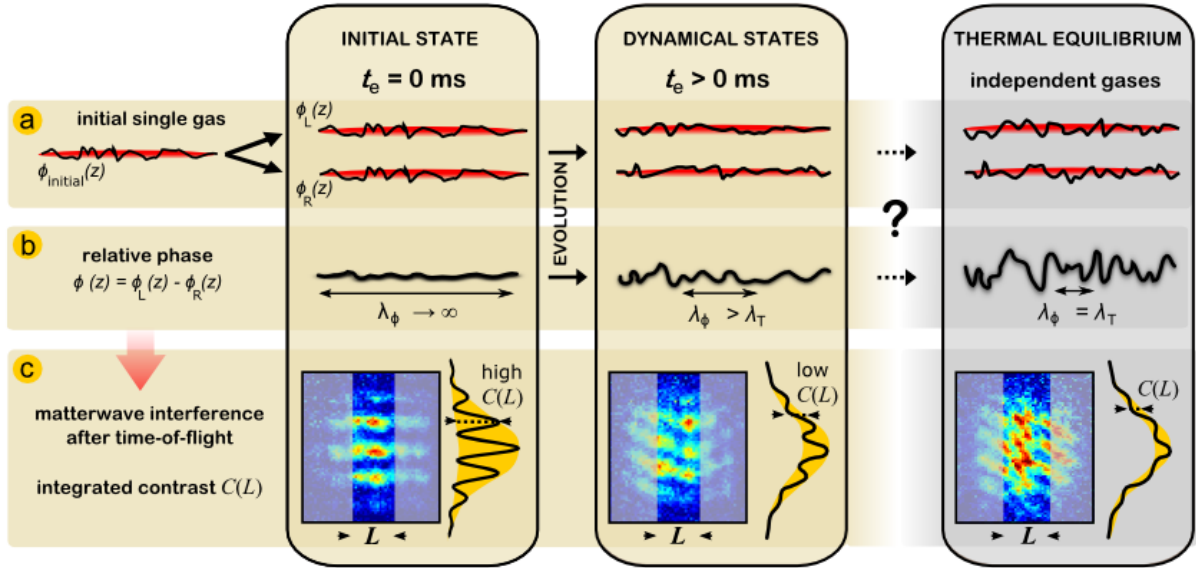 INITIAL STATE
DYNAMICAL STATES
THERMAL EQUILIBRIUM
tₑ = 0 ms
tₑ > 0 ms
independent gases
a
initial single gas
ϕ_initial(z)
ϕ_L(z)
ϕ_R(z)
EVOLUTION
?
b
relative phase
ϕ (z) = ϕ_L(z) - ϕ_R(z)
λ_ϕ → ∞
λ_ϕ > λ_T
λ_ϕ = λ_T
c
matterwave interference
after time-of-flight
integrated contrast C(L)
high
C(L)
L
low
C(L)
L
C(L)
L